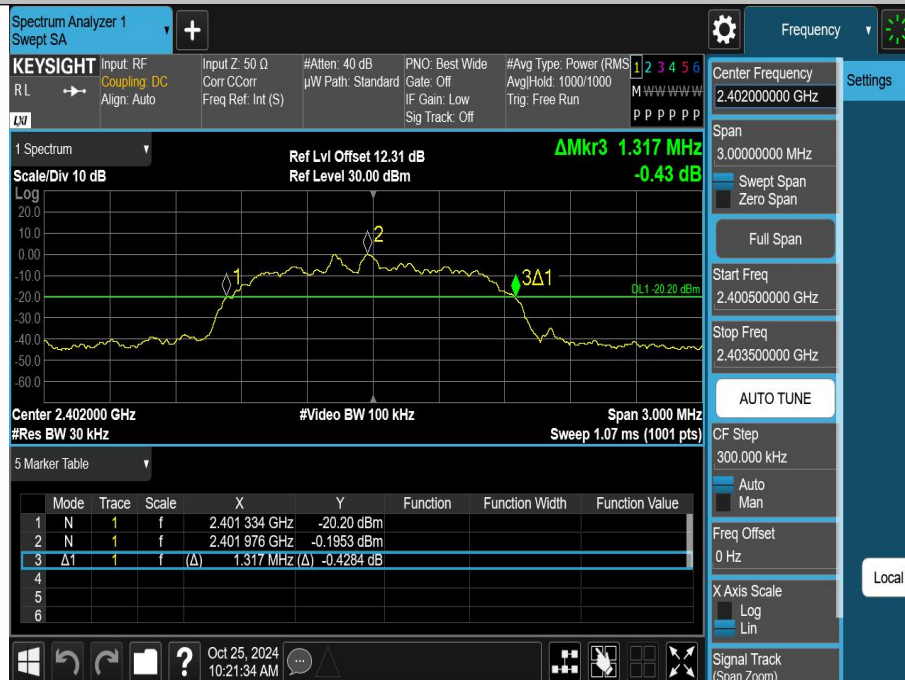 Spectrum Analyzer 1
Swept SA
+
Frequency
KEYSIGHT
RL
LXI
Input: RF
Coupling: DC
Align: Auto
Input Z: 50 Ω
Corr CCorr
Freq Ref: Int (S)
#Atten: 40 dB
µW Path: Standard
PNO: Best Wide
Gate: Off
IF Gain: Low
Sig Track: Off
#Avg Type: Power (RMS
Avg|Hold: 1000/1000
Trig: Free Run
1 2 3 4 5 6
M W W W W W
P P P P P P
1 Spectrum
Scale/Div 10 dB
Ref Lvl Offset 12.31 dB
Ref Level 30.00 dBm
ΔMkr3 1.317 MHz
-0.43 dB
Log
20.0
10.0
0.00
-10.0
-20.0
-30.0
-40.0
-50.0
-60.0
1
2
3Δ1
DL1 -20.20 dBm
Center 2.402000 GHz
#Res BW 30 kHz
#Video BW 100 kHz
Span 3.000 MHz
Sweep 1.07 ms (1001 pts)
5 Marker Table
Mode Trace Scale X Y Function Function Width Function Value
1 N 1 f 2.401 334 GHz -20.20 dBm
2 N 1 f 2.401 976 GHz -0.1953 dBm
3 Δ1 1 f (Δ) 1.317 MHz (Δ) -0.4284 dB
4
5
6
Oct 25, 2024
10:21:34 AM
?
Center Frequency
2.402000000 GHz
Span
3.00000000 MHz
Swept Span
Zero Span
Full Span
Start Freq
2.400500000 GHz
Stop Freq
2.403500000 GHz
AUTO TUNE
CF Step
300.000 kHz
Auto
Man
Freq Offset
0 Hz
X Axis Scale
Log
Lin
Signal Track
(Span Zoom)
Settings
Local